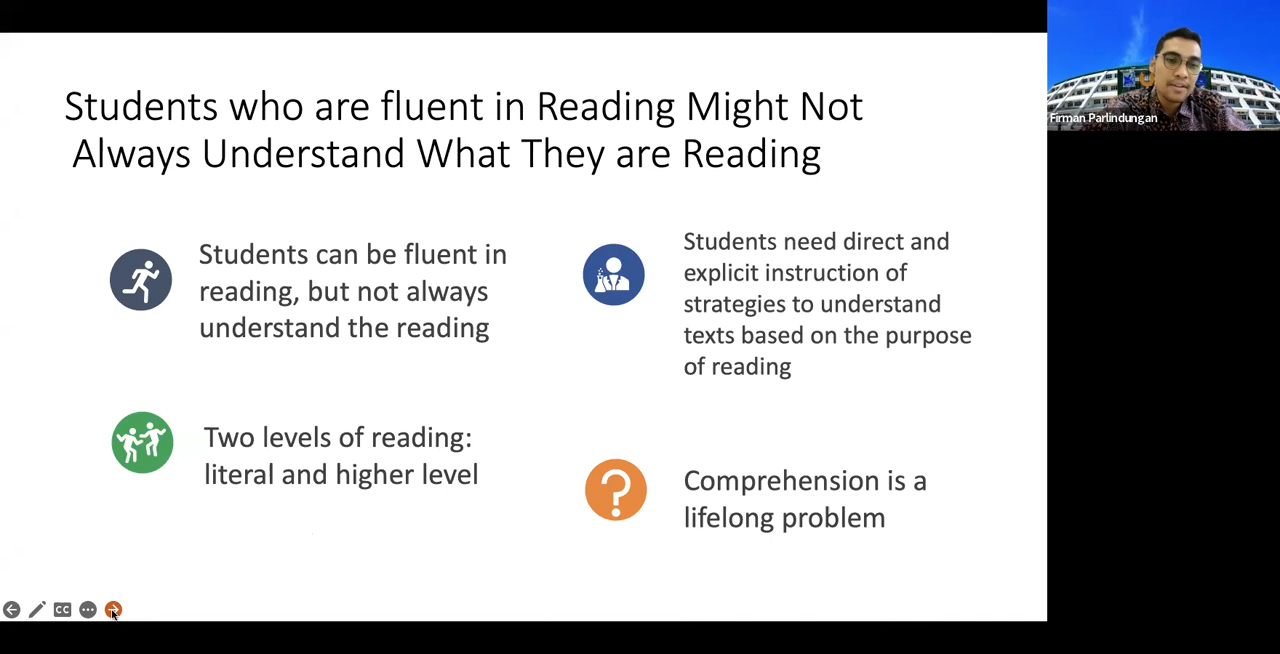 Students who are fluent in Reading Might Not
Always Understand What They are Reading
Students can be fluent in
reading, but not always
understand the reading
Two levels of reading:
literal and higher level
Students need direct and
explicit instruction of
strategies to understand
texts based on the purpose
of reading
Comprehension is a
lifelong problem
Firman Parlindungan
CC